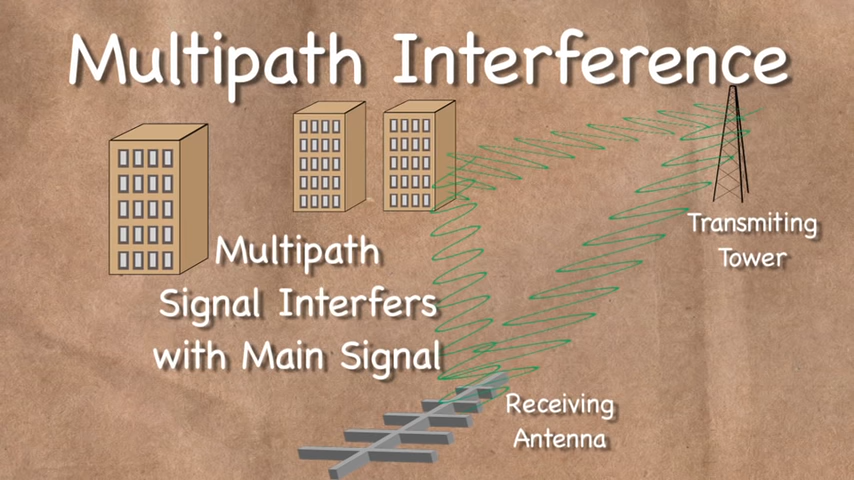 Multipath Interference
Transmiting
Tower
Multipath
Signal Interfers
with Main Signal
Receiving
Antenna